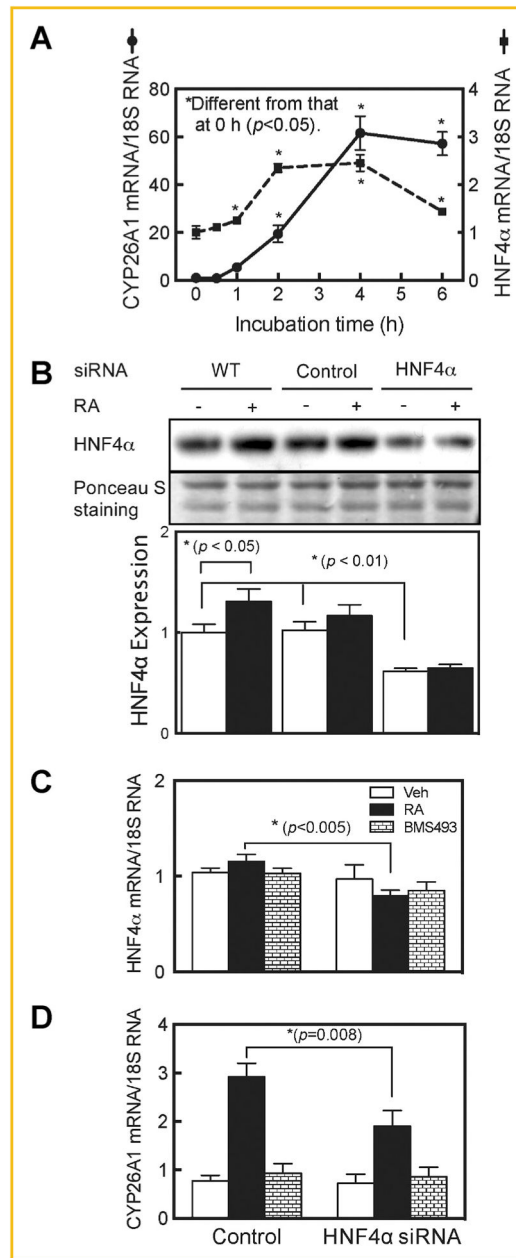 A
CYP26A1 mRNA/18S RNA
HNF4α mRNA/18S RNA
*Different from that
at 0 h (p<0.05).
80
60
40
20
0
4
3
2
1
0
*
*
*
*
*
*
*
*
0 1 2 3 4 5 6
Incubation time (h)
B
siRNA WT Control HNF4α
RA - + - + - +
HNF4α
Ponceau S
staining
HNF4α Expression
2
1
0
* (p < 0.05)
* (p < 0.01)
C
HNF4α mRNA/18S RNA
2
1
0
Veh
RA
BMS493
* (p<0.005)
D
CYP26A1 mRNA/18S RNA
4
3
2
1
0
*(p=0.008)
Control HNF4α siRNA